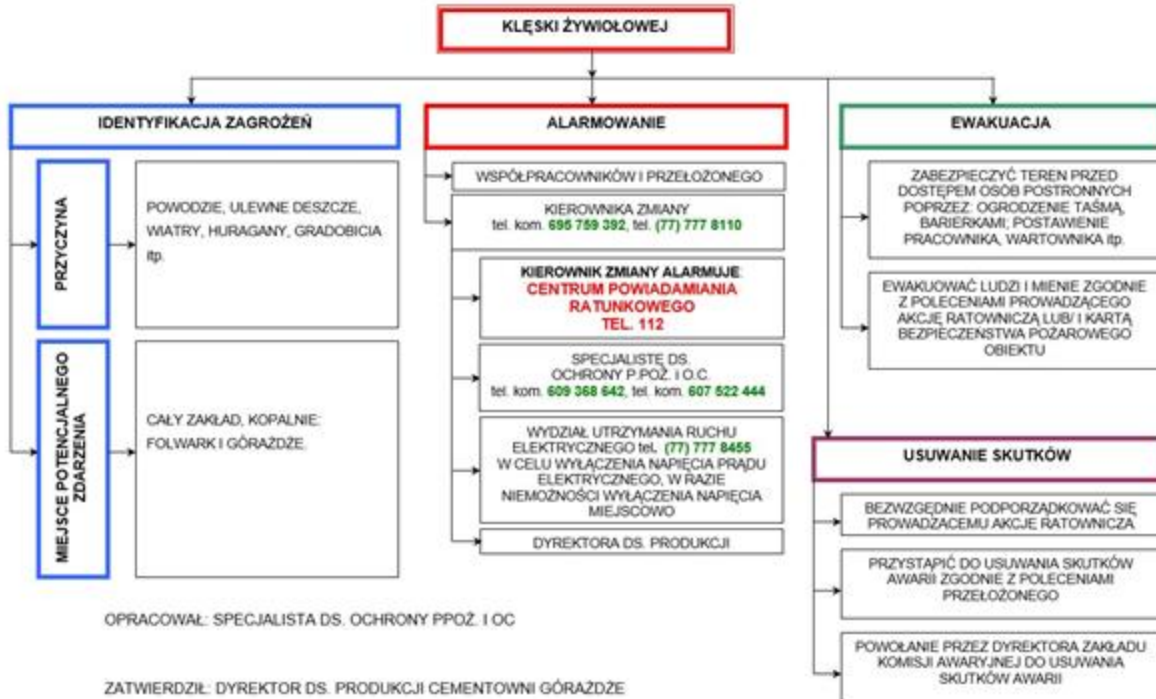 KLĘSKI ŻYWIOŁOWEJ
IDENTYFIKACJA ZAGROŻEŃ
PRZYCZYNA
POWODZIE, ULEWNE DESZCZE,
WIATRY, HURAGANY, GRADOBICIA
itp.
MIEJSCE POTENCJALNEGO
ZDARZENIA
CAŁY ZAKŁAD, KOPALNIE:
FOLWARK I GÓRAŻDŻE.
ALARMOWANIE
WSPÓŁPRACOWNIKÓW I PRZEŁOŻONEGO
KIEROWNIKA ZMIANY
tel. kom. 695 759 392, tel. (77) 777 8110
KIEROWNIK ZMIANY ALARMUJE
CENTRUM POWIADAMIANIA
RATUNKOWEGO
TEL. 112
SPECJALISTĘ DS.
OCHRONY P.POŻ. i O.C.
tel. kom. 609 368 642, tel. kom. 607 522 444
WYDZIAŁ UTRZYMANIA RUCHU
ELEKTRYCZNEGO tel. (77) 777 8455
W CELU WYŁĄCZENIA NAPIĘCIA PRĄDU
ELEKTRYCZNEGO, W RAZIE
NIEMOŻNOŚCI WYŁĄCZENIA NAPIĘCIA
MIEJSCOWO
DYREKTORA DS. PRODUKCJI
EWAKUACJA
ZABEZPIECZYĆ TEREN PRZED
DOSTĘPEM OSÓB POSTRONNYCH
POPRZEZ: OGRODZENIE TAŚMĄ,
BARIERKAMI, POSTAWIENIE
PRACOWNIKA, WARTOWNIKA itp.
EWAKUOWAĆ LUDZI I MIENIE ZGODNIE
Z POLECENIAMI PROWADZĄCEGO
AKCJĘ RATOWNICZĄ LUB/ I KARTĄ
BEZPIECZEŃSTWA POŻAROWEGO
OBIEKTU
USUWANIE SKUTKÓW
BEZWZGĘDNIE PODPORZĄDKOWAĆ SIĘ
PROWADZĄCEMU AKCJĘ RATOWNICZĄ
PRZYSTĄPIĆ DO USUWANIA SKUTKÓW
AWARII ZGODNIE Z POLECENIAMI
PRZEŁOŻONEGO
POWOŁANIE PRZEZ DYREKTORA ZAKŁADU
KOMISJI AWARYJNEJ DO USUWANIA
SKUTKÓW AWARII
OPRACOWAŁ: SPECJALISTA DS. OCHRONY PPOŻ. I OC
ZATWIERDZIŁ: DYREKTOR DS. PRODUKCJI CEMENTOWNI GÓRAŻDŻE